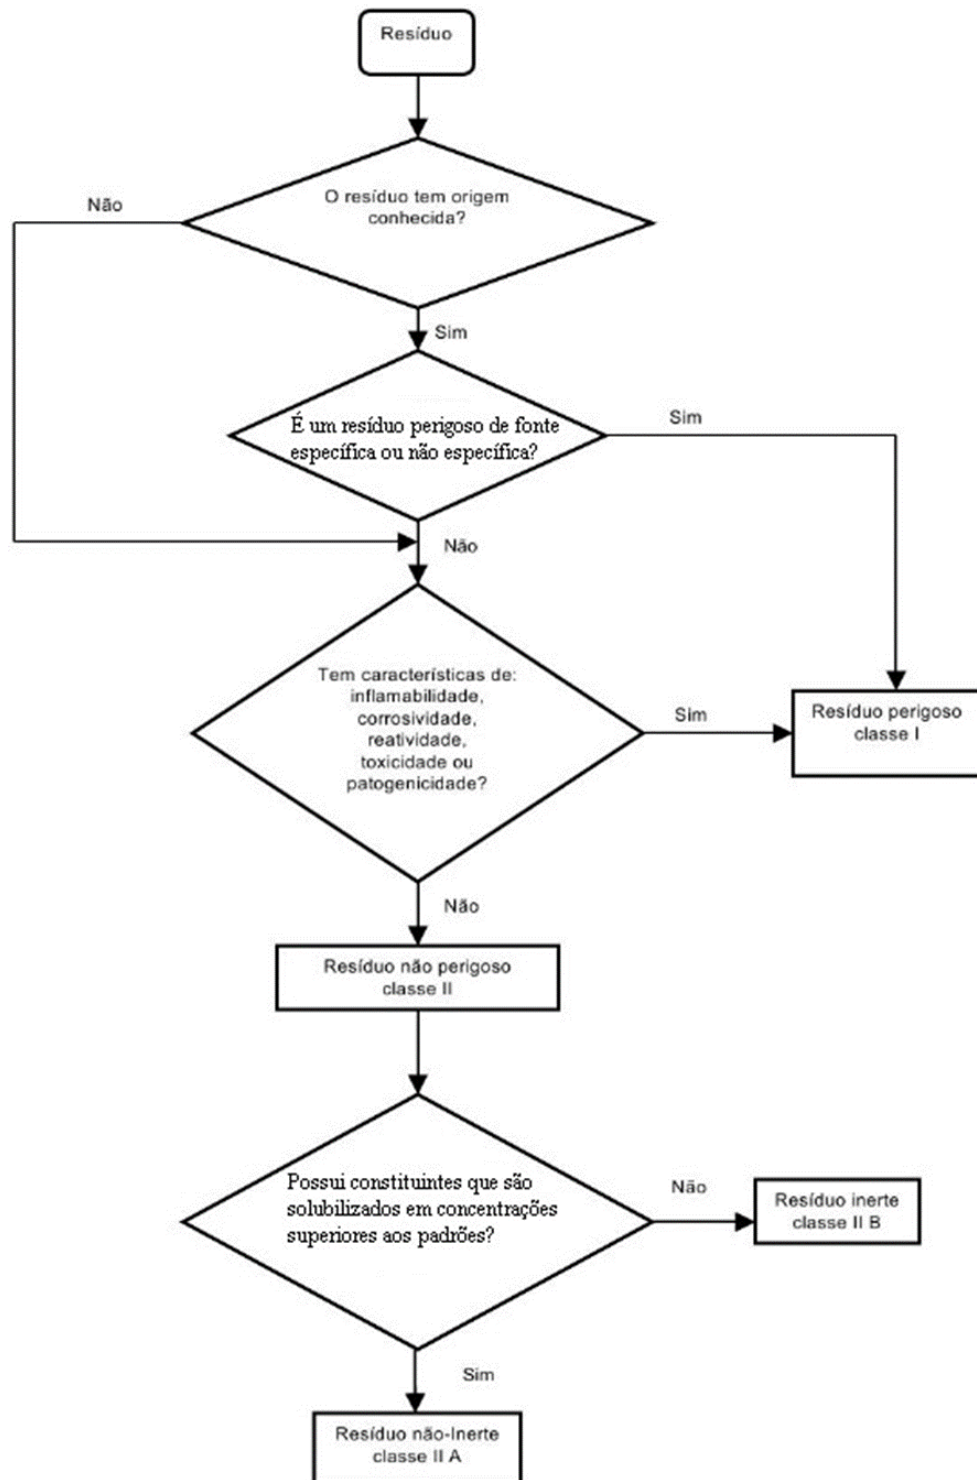 Resíduo
O resíduo tem origem
conhecida?
Não
Sim
É um resíduo perigoso de fonte
específica ou não específica?
Sim
Não
Tem características de:
inflamabilidade,
corrosividade,
reatividade,
toxicidade ou
patogenicidade?
Sim
Resíduo perigoso
classe I
Não
Resíduo não perigoso
classe II
Possui constituintes que são
solubilizados em concentrações
superiores aos padrões?
Não
Resíduo inerte
classe II B
Sim
Resíduo não-Inerte
classe II A